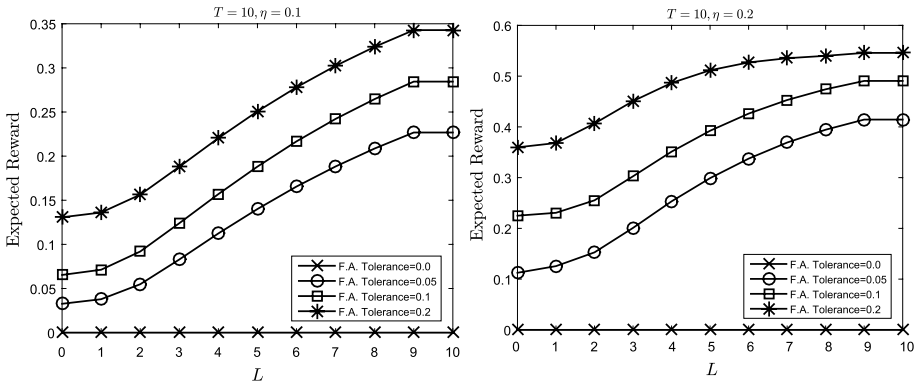 T = 10, η = 0.1
Expected Reward
0.35
0.3
0.25
0.2
0.15
0.1
0.05
0
0 1 2 3 4 5 6 7 8 9 10
L
F.A. Tolerance=0.0
F.A. Tolerance=0.05
F.A. Tolerance=0.1
F.A. Tolerance=0.2
T = 10, η = 0.2
Expected Reward
0.6
0.5
0.4
0.3
0.2
0.1
0
0 1 2 3 4 5 6 7 8 9 10
L
F.A. Tolerance=0.0
F.A. Tolerance=0.05
F.A. Tolerance=0.1
F.A. Tolerance=0.2